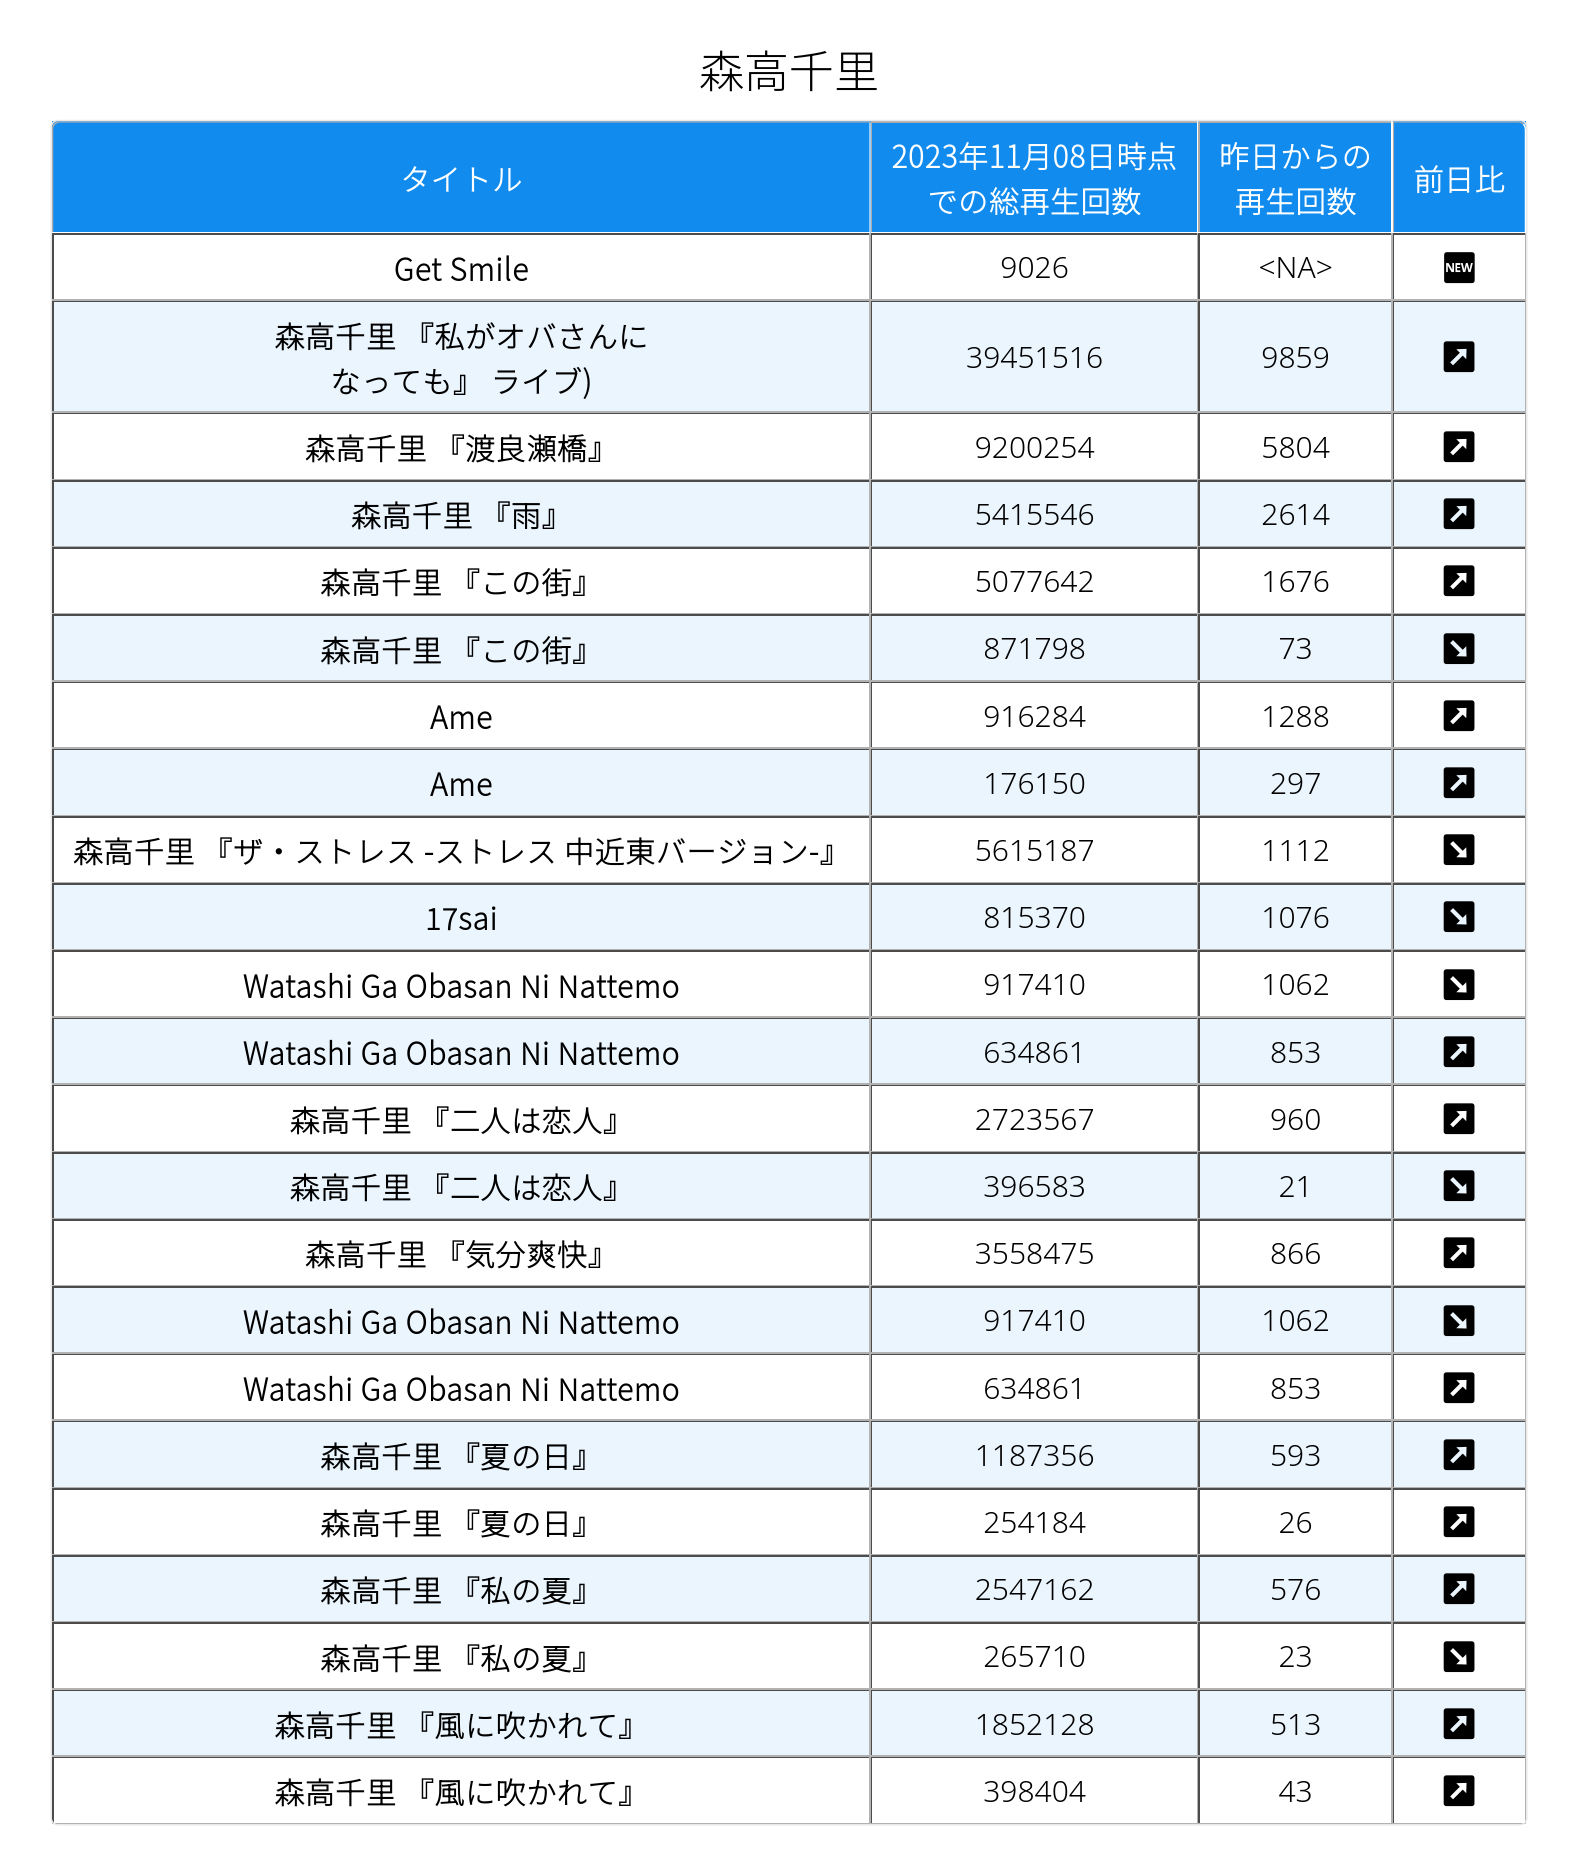 森高千里
タイトル
2023年11月08日時点
での総再生回数
昨日からの
再生回数
前日比
Get Smile 9026 <NA> NEW
森高千里 『私がオバさんに
なっても』 ライブ)
39451516 9859
森高千里 『渡良瀬橋』 9200254 5804
森高千里 『雨』 5415546 2614
森高千里 『この街』 5077642 1676
森高千里 『この街』 871798 73
Ame 916284 1288
Ame 176150 297
森高千里 『ザ・ストレス -ストレス 中近東バージョン-』 5615187 1112
17sai 815370 1076
Watashi Ga Obasan Ni Nattemo 917410 1062
Watashi Ga Obasan Ni Nattemo 634861 853
森高千里 『二人は恋人』 2723567 960
森高千里 『二人は恋人』 396583 21
森高千里 『気分爽快』 3558475 866
Watashi Ga Obasan Ni Nattemo 917410 1062
Watashi Ga Obasan Ni Nattemo 634861 853
森高千里 『夏の日』 1187356 593
森高千里 『夏の日』 254184 26
森高千里 『私の夏』 2547162 576
森高千里 『私の夏』 265710 23
森高千里 『風に吹かれて』 1852128 513
森高千里 『風に吹かれて』 398404 43